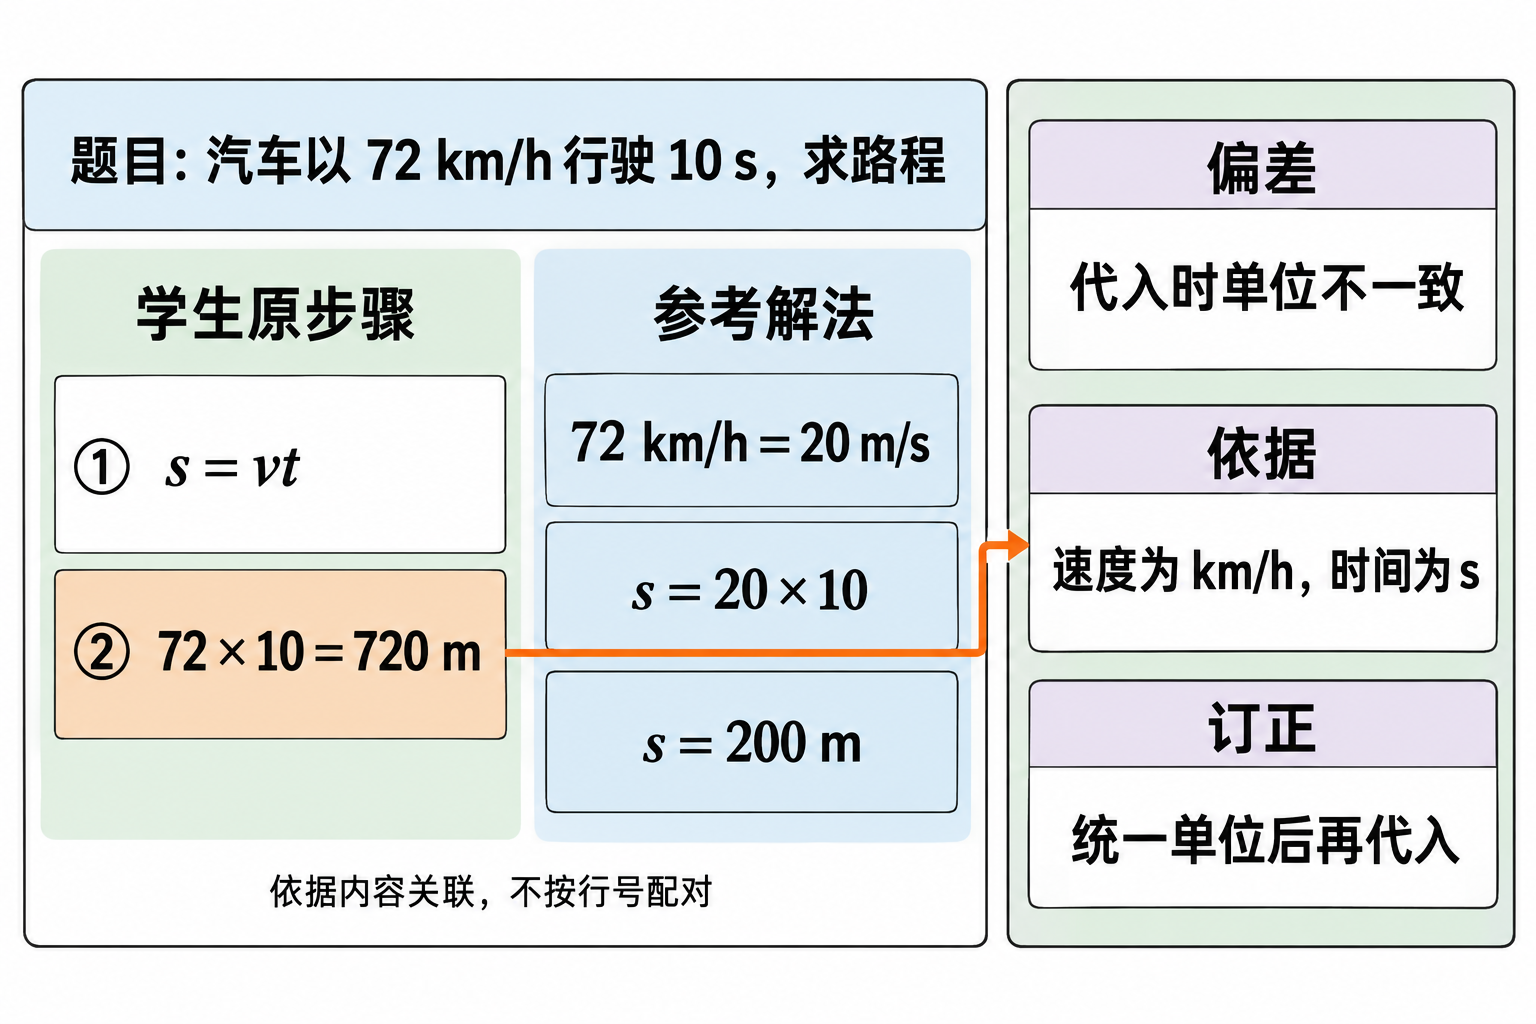 题目：汽车以 72 km/h 行驶 10 s，求路程
学生原步骤
① s = vt
② 72 × 10 = 720 m
参考解法
72 km/h = 20 m/s
s = 20 × 10
s = 200 m
依据内容关联，不按行号配对
偏差
代入时单位不一致
依据
速度为 km/h，时间为 s
订正
统一单位后再代入